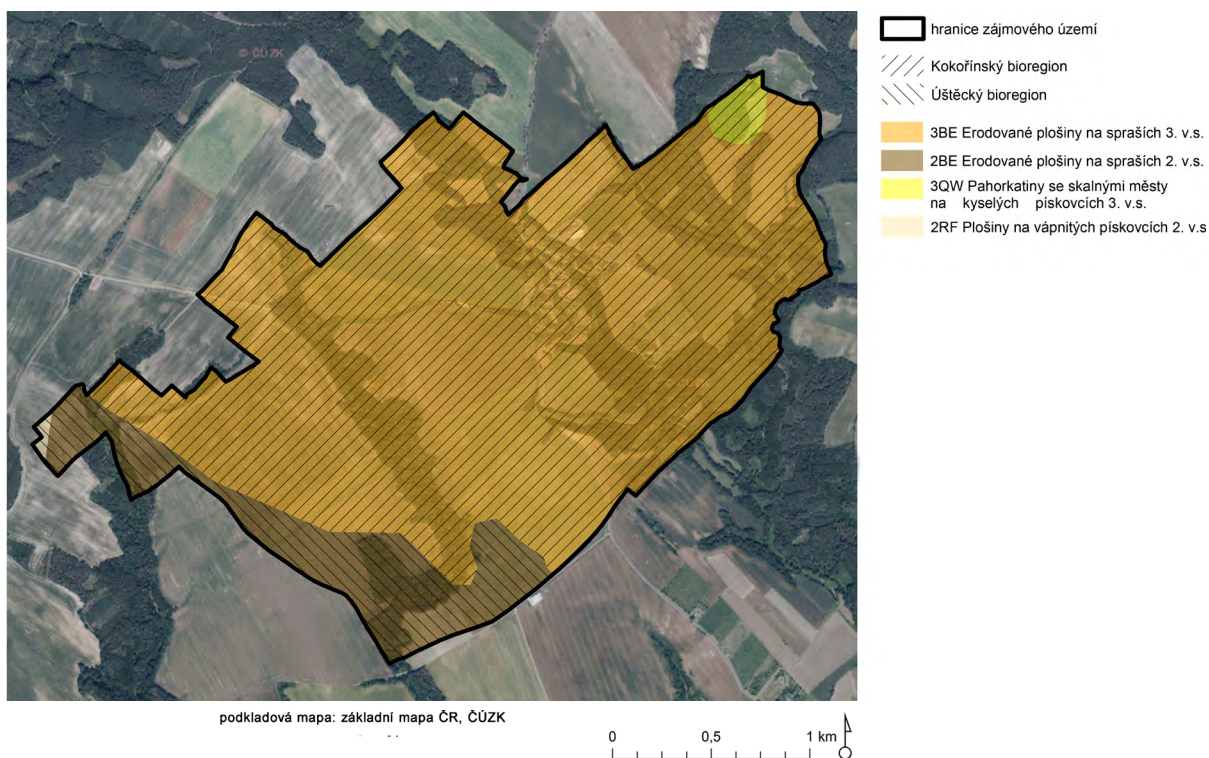 © ČÚZK
hranice zájmového území
Kokořínský bioregion
Úštěcký bioregion
3BE Erodované plošiny na spraších 3. v.s.
2BE Erodované plošiny na spraších 2. v.s.
3QW Pahorkatiny se skalnými městy
na kyselých pískovcích 3. v.s.
2RF Plošiny na vápnitých pískovcích 2. v.s
podkladová mapa: základní mapa ČR, ČÚZK
0 0,5 1 km